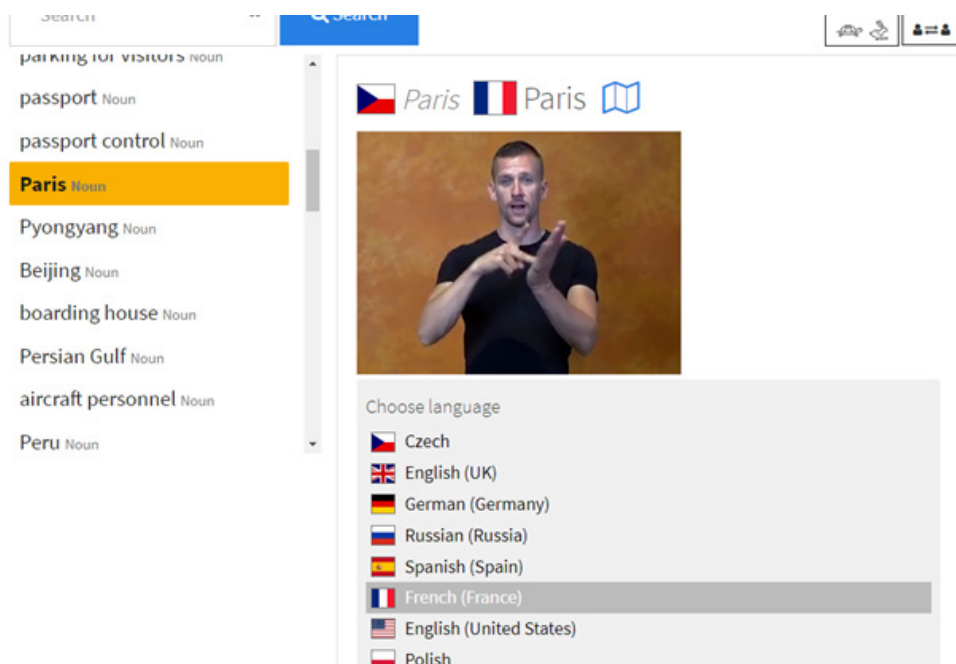 Search
Search
parking for visitors Noun
passport Noun
passport control Noun
Paris Noun
Pyongyang Noun
Beijing Noun
boarding house Noun
Persian Gulf Noun
aircraft personnel Noun
Peru Noun
Paris Paris
Choose language
Czech
English (UK)
German (Germany)
Russian (Russia)
Spanish (Spain)
French (France)
English (United States)
Polish